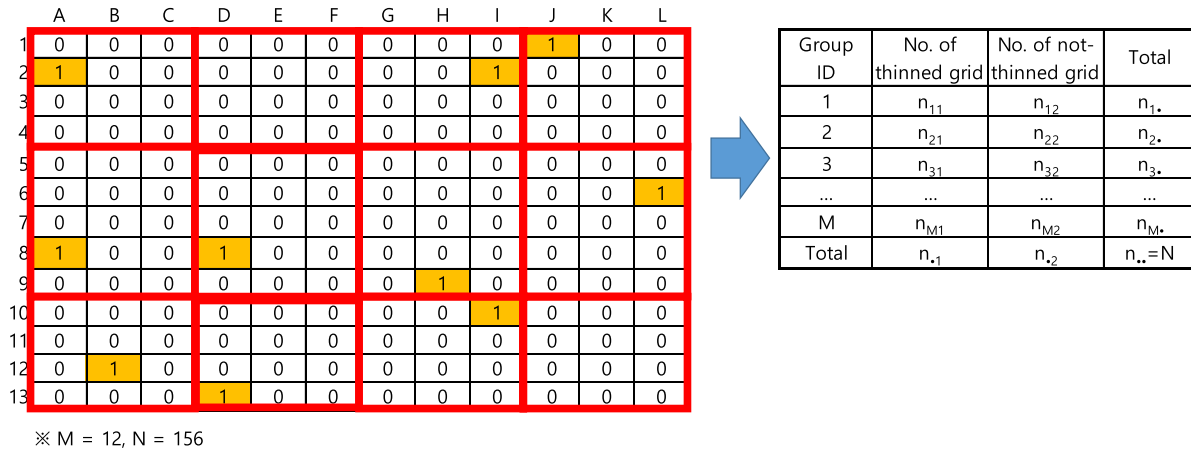 A B C D E F G H I J K L
1 0 0 0 0 0 0 0 0 0 1 0 0
2 1 0 0 0 0 0 0 0 1 0 0 0
3 0 0 0 0 0 0 0 0 0 0 0 0
4 0 0 0 0 0 0 0 0 0 0 0 0
5 0 0 0 0 0 0 0 0 0 0 0 0
6 0 0 0 0 0 0 0 0 0 0 0 1
7 0 0 0 0 0 0 0 0 0 0 0 0
8 1 0 0 1 0 0 0 0 0 0 0 0
9 0 0 0 0 0 0 0 1 0 0 0 0
10 0 0 0 0 0 0 0 0 1 0 0 0
11 0 0 0 0 0 0 0 0 0 0 0 0
12 0 1 0 0 0 0 0 0 0 0 0 0
13 0 0 0 1 0 0 0 0 0 0 0 0
※ M = 12, N = 156
Group No. of No. of not- Total
ID thinned grid thinned grid
1 n₁₁ n₁₂ n₁•
2 n₂₁ n₂₂ n₂•
3 n₃₁ n₃₂ n₃•
... ... ... ...
M n_M1 n_M2 n_M•
Total n•₁ n•₂ n••=N